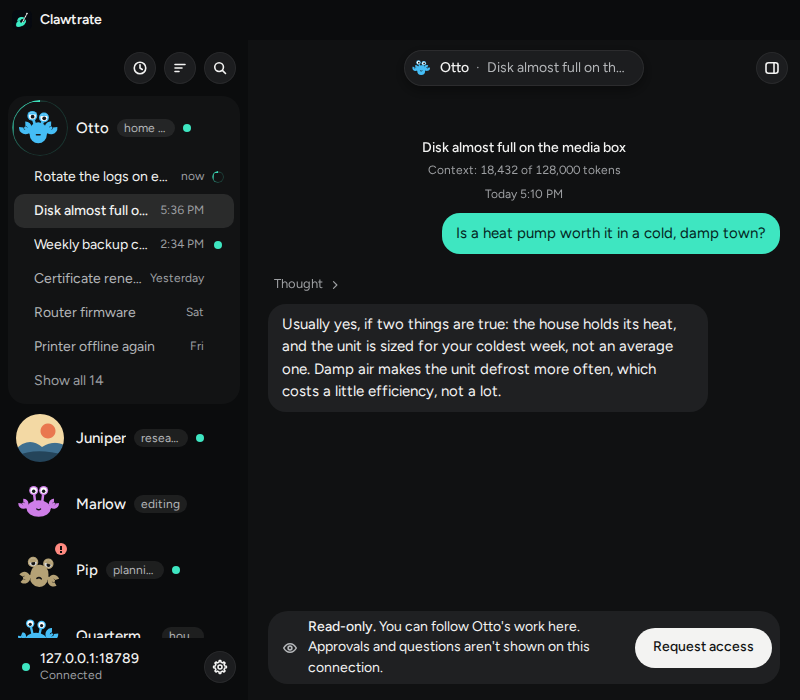 Clawtrate
Otto · Disk almost full on th...
Otto home ...
Rotate the logs on e... now
Disk almost full o... 5:36 PM
Weekly backup c... 2:34 PM
Certificate rene... Yesterday
Router firmware Sat
Printer offline again Fri
Show all 14
Juniper resea...
Marlow editing
Pip planni...
Quarterm hou
127.0.0.1:18789
Connected
Disk almost full on the media box
Context: 18,432 of 128,000 tokens
Today 5:10 PM
Is a heat pump worth it in a cold, damp town?
Thought
Usually yes, if two things are true: the house holds its heat,
and the unit is sized for your coldest week, not an average
one. Damp air makes the unit defrost more often, which
costs a little efficiency, not a lot.
Read-only. You can follow Otto's work here.
Approvals and questions aren't shown on this
connection.
Request access